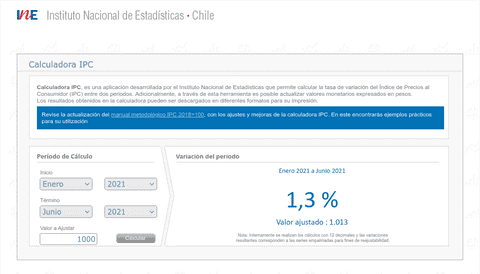 INE Instituto Nacional de Estadísticas • Chile
Calculadora IPC
Calculadora IPC, es una aplicación desarrollada por el Instituto Nacional de Estadísticas que permite calcular la tasa de variación del Índice de Precios al
Consumidor (IPC) entre dos periodos. Adicionalmente, a través de esta herramienta es posible actualizar valores monetarios expresados en pesos.
Los resultados obtenidos en la calculadora pueden ser descargados en diferentes formatos para su impresión.
Revise la actualización del manual metodológico IPC 2018=100, con los ajustes y mejoras de la calculadora IPC. En este encontrarás ejemplos prácticos
para su utilización
Período de Cálculo
Inicio
Enero 2021
Término
Junio 2021
Valor a Ajustar
1000 Calcular
Variación del período
Enero 2021 a Junio 2021
1,3 %
Valor ajustado : 1.013
Nota: Internamente se realizan los cálculos con 12 decimales y las variaciones
resultantes corresponden a las series empalmadas para fines de reajustabilidad.